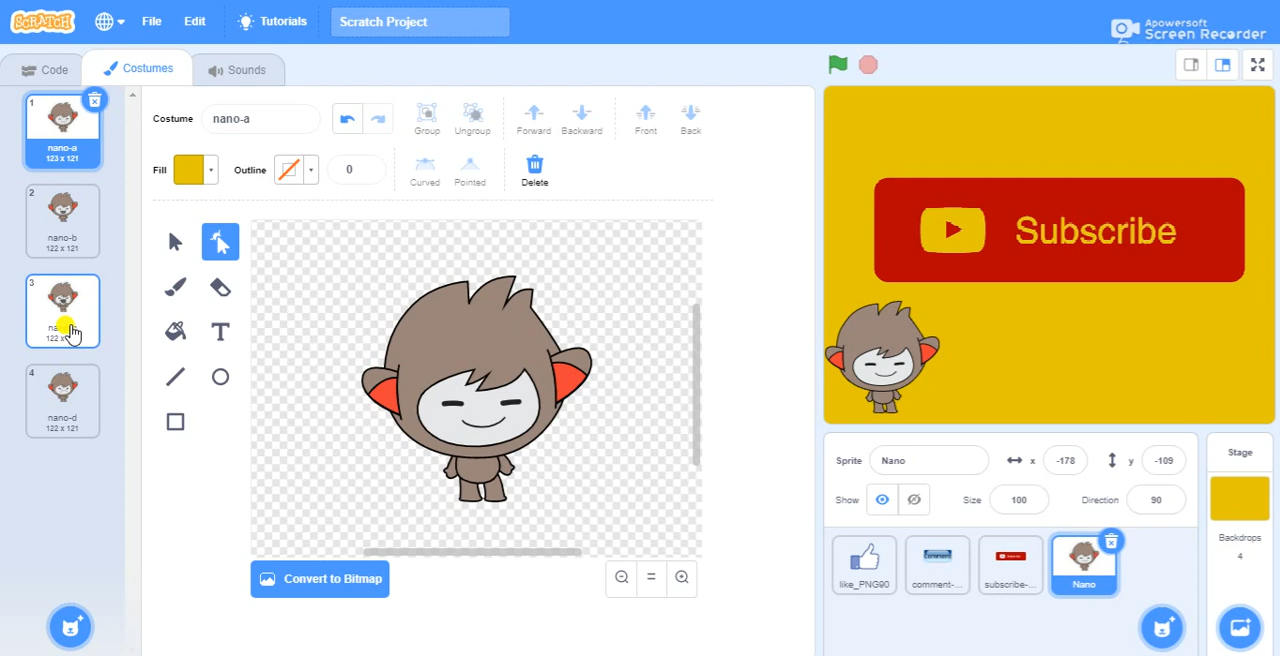 SCRATCH
File
Edit
Tutorials
Scratch Project
Apowersoft
Screen Recorder
Code
Costumes
Sounds
1
nano-a
123 x 121
2
nano-b
122 x 121
3
4
nano-d
122 x 121
Costume
nano-a
Group
Ungroup
Forward
Backward
Front
Back
Fill
Outline
0
Curved
Pointed
Delete
T
Convert to Bitmap
Subscribe
Sprite
Nano
x
-178
y
-109
Show
Size
100
Direction
90
like_PNG90
comment-...
subscribe-...
Nano
Stage
Backdrops
4